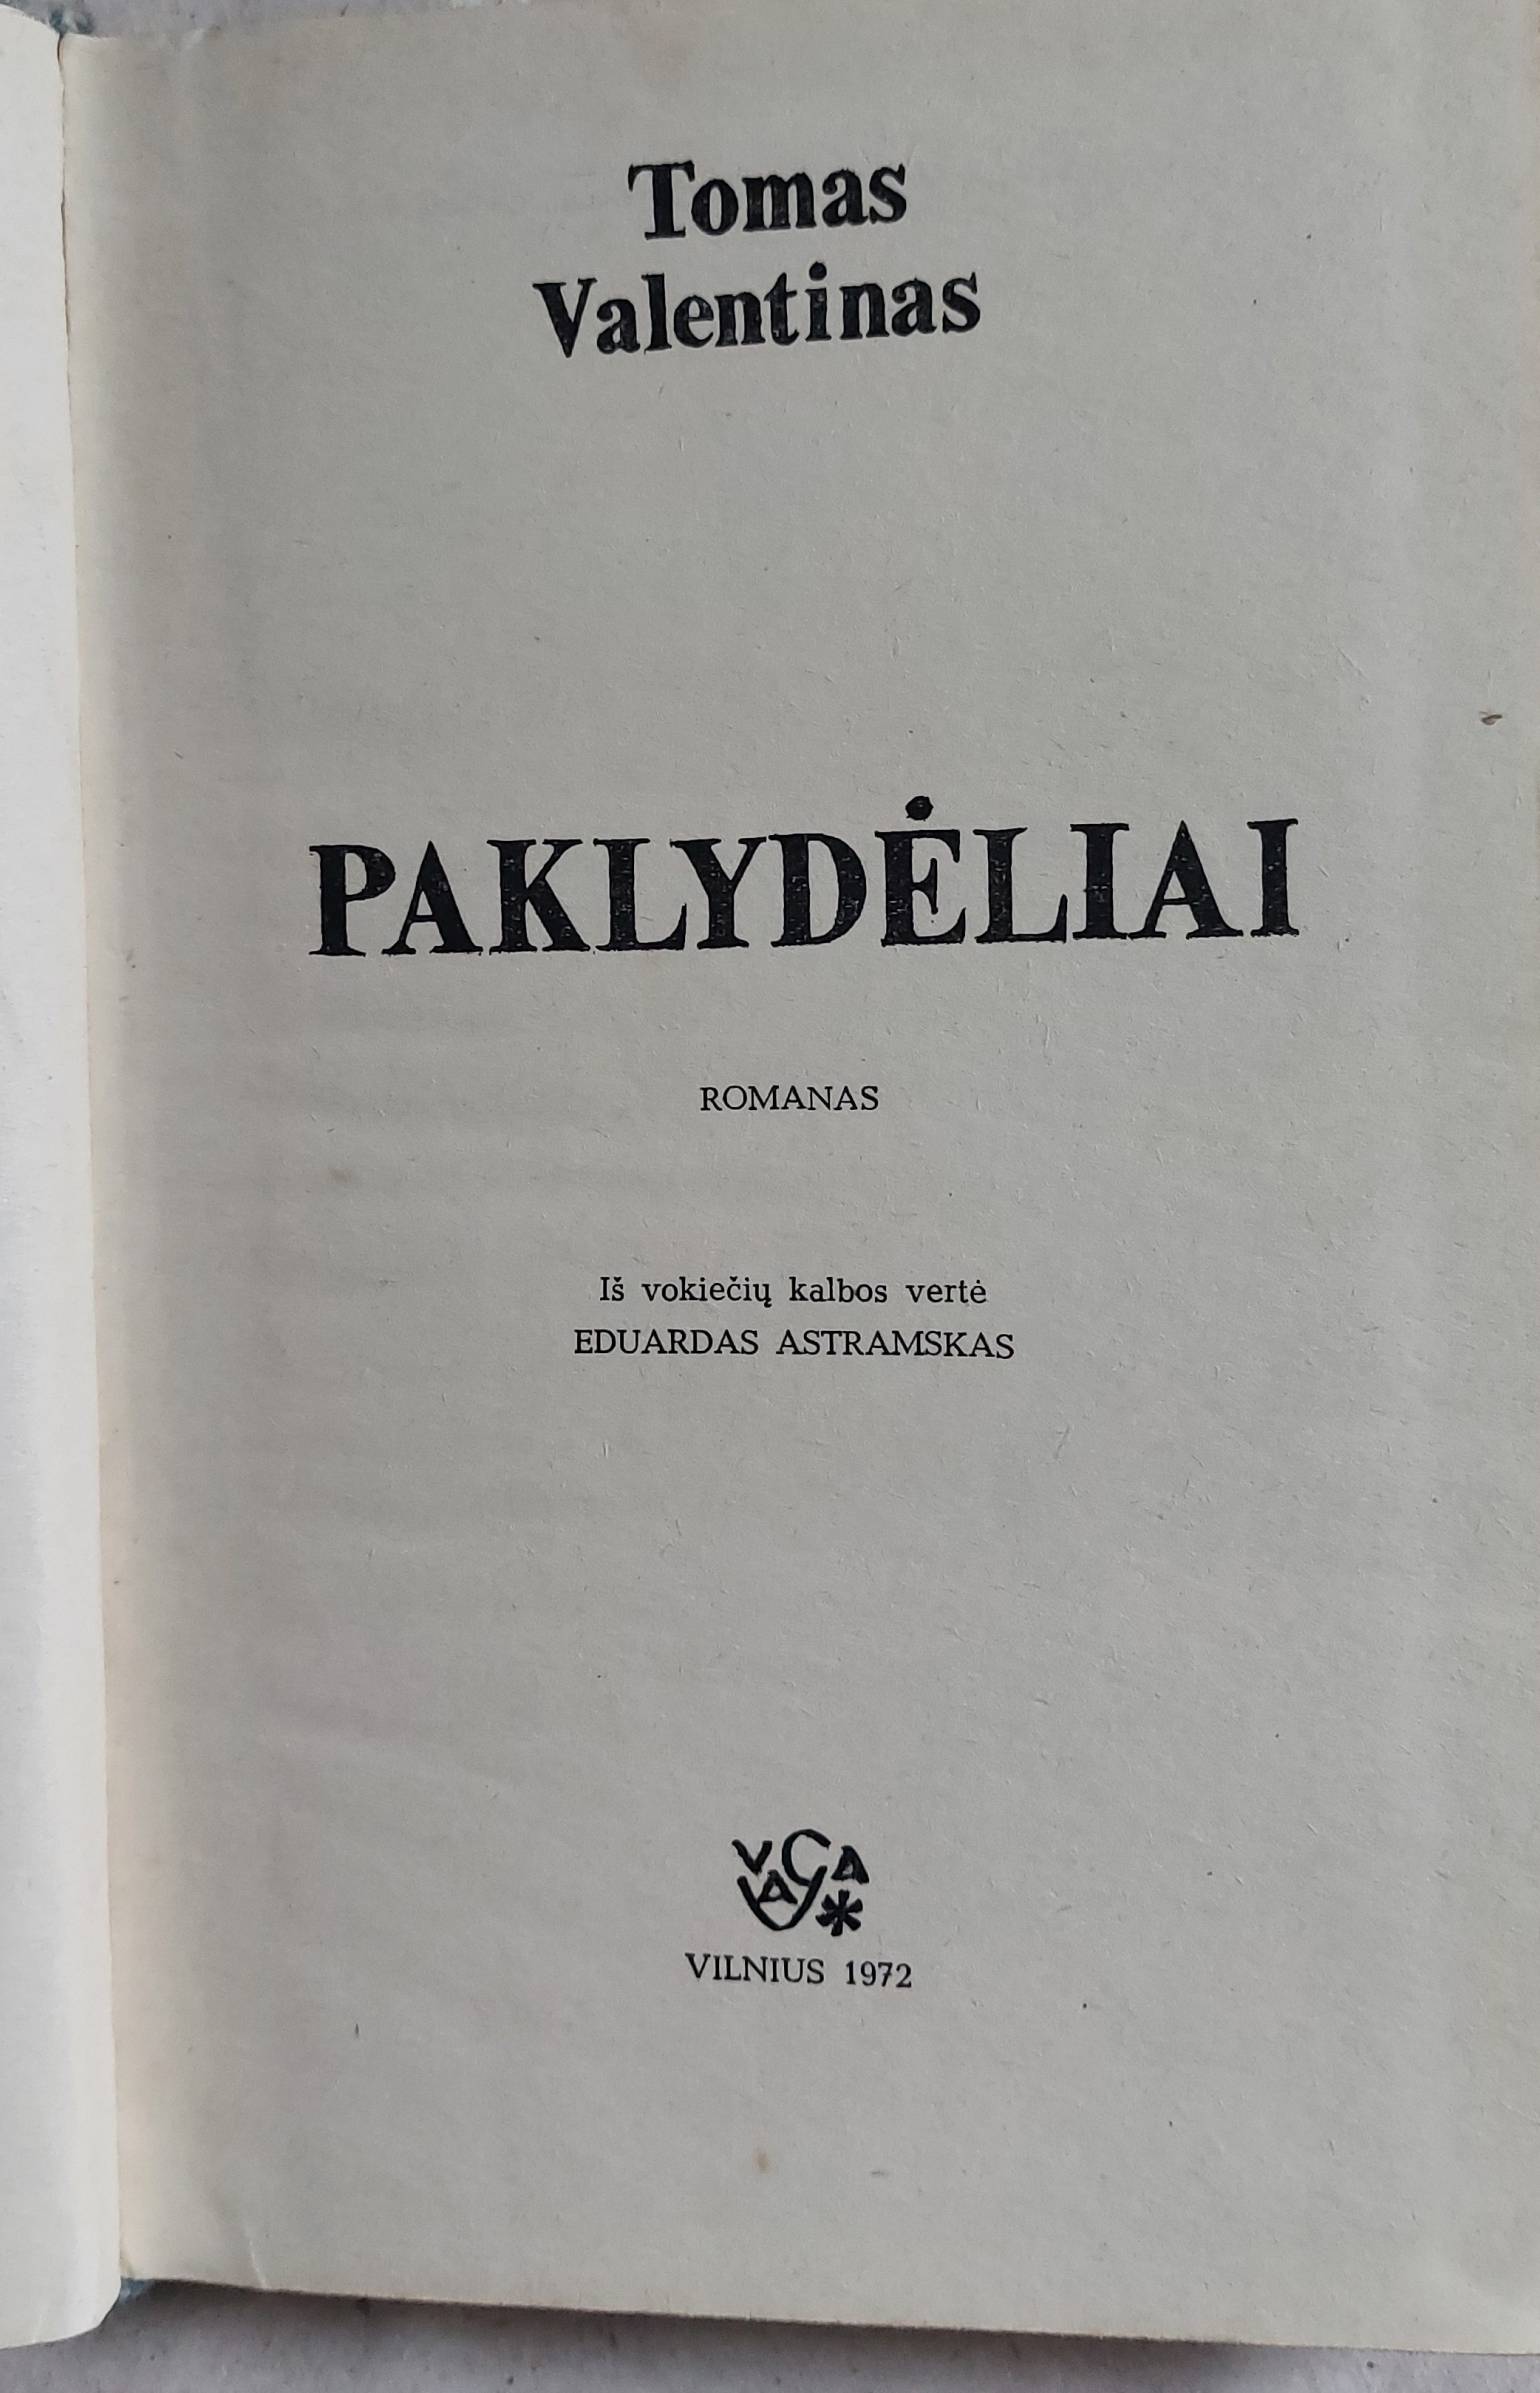 Tomas
Valentinas
PAKLYDĖLIAI
ROMANAS
Iš vokiečių kalbos vertė
EDUARDAS ASTRAMSKAS
VAGA
VILNIUS 1972